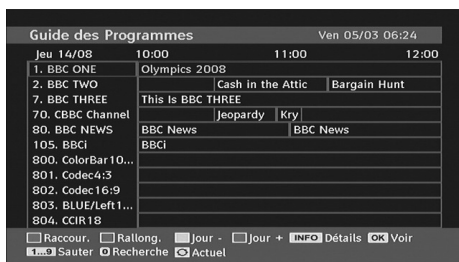 Guide des Programmes Ven 05/03 06:24
Jeu 14/08 10:00 11:00 12:00
1. BBC ONE Olympics 2008
2. BBC TWO Cash in the Attic Bargain Hunt
7. BBC THREE This Is BBC THREE
70. CBBC Channel Jeopardy Kry
80. BBC NEWS BBC News BBC News
105. BBCi BBCi
800. ColorBar10...
801. Codec4:3
802. Codec16:9
803. BLUE/Left1...
804. CCIR18
Raccour. Rallong. Jour - Jour + INFO Détails OK Voir
1...9 Sauter 0 Recherche Actuel